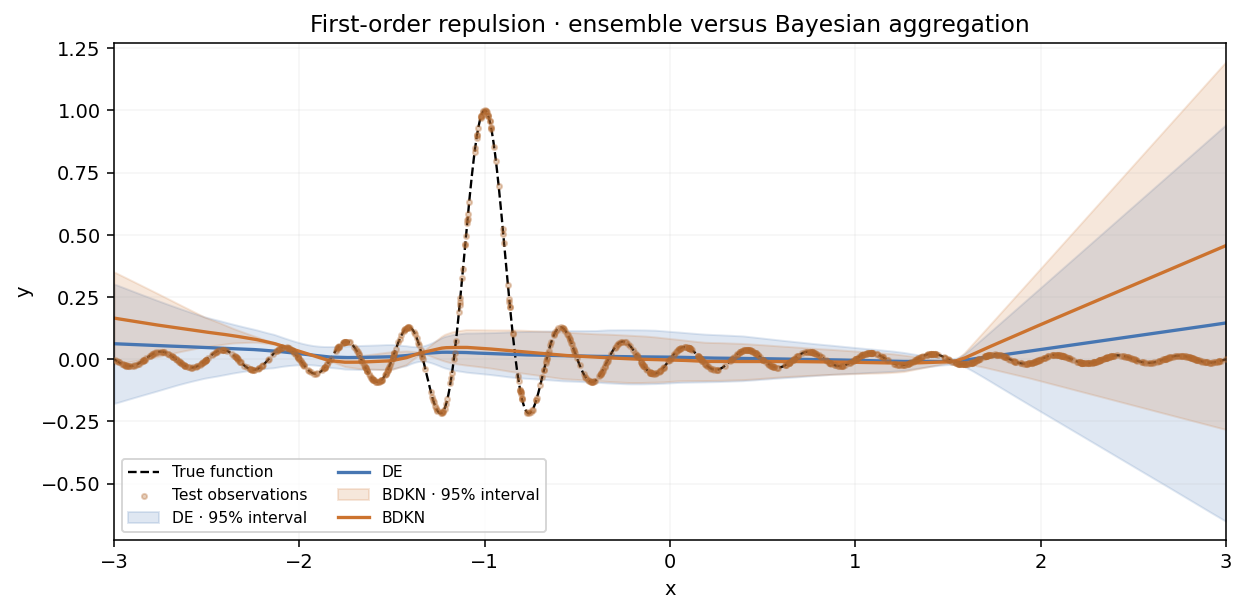 First-order repulsion · ensemble versus Bayesian aggregation
1.25
1.00
0.75
0.50
0.25
0.00
−0.25
−0.50
y
True function
Test observations
DE · 95% interval
DE
BDKN · 95% interval
BDKN
−3
−2
−1
0
1
2
3
x